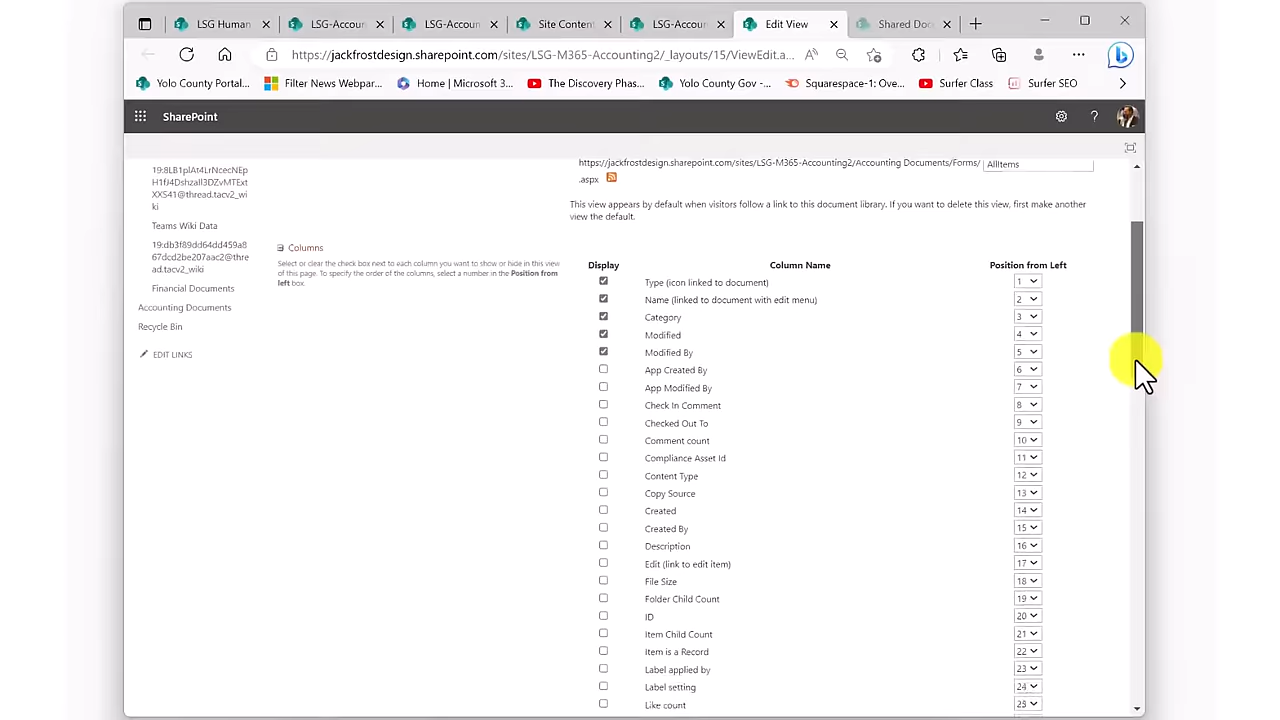 LSG Human
LSG-Accour
LSG-Accoun
Site Content
LSG-Accour
Edit View
Shared Doc
https://jackfrostdesign.sharepoint.com/sites/LSG-M365-Accounting2/_layouts/15/ViewEdit.a...
Yolo County Portal...
Filter News Webpar...
Home | Microsoft 3...
The Discovery Phas...
Yolo County Gov -...
Squarespace-1: Ove...
Surfer Class
Surfer SEO
SharePoint
https://jackfrostdesign.sharepoint.com/sites/LSG-M365-Accounting2/Accounting Documents/Forms/
AllItems
.aspx
This view appears by default when visitors follow a link to this document library. If you want to delete this view, first make another
view the default.
H1fJ4Dshzall3DZvMTExt
XXS41@thread.tacv2_wi
ki
Teams Wiki Data
19:db3f89dd64dd459a8
67dcd2be207aac2@thre
ad.tacv2_wiki
Financial Documents
Accounting Documents
Recycle Bin
EDIT LINKS
Columns
Select or clear the check box next to each column you want to show or hide in this view
of this page. To specify the order of the columns, select a number in the Position from
left box.
Display Column Name Position from Left
Type (icon linked to document) 1
Name (linked to document with edit menu) 2
Category 3
Modified 4
Modified By 5
App Created By 6
App Modified By 7
Check In Comment 8
Checked Out To 9
Comment count 10
Compliance Asset Id 11
Content Type 12
Copy Source 13
Created 14
Created By 15
Description 16
Edit (link to edit item) 17
File Size 18
Folder Child Count 19
ID 20
Item Child Count 21
Item is a Record 22
Label applied by 23
Label setting 24
Like count 25